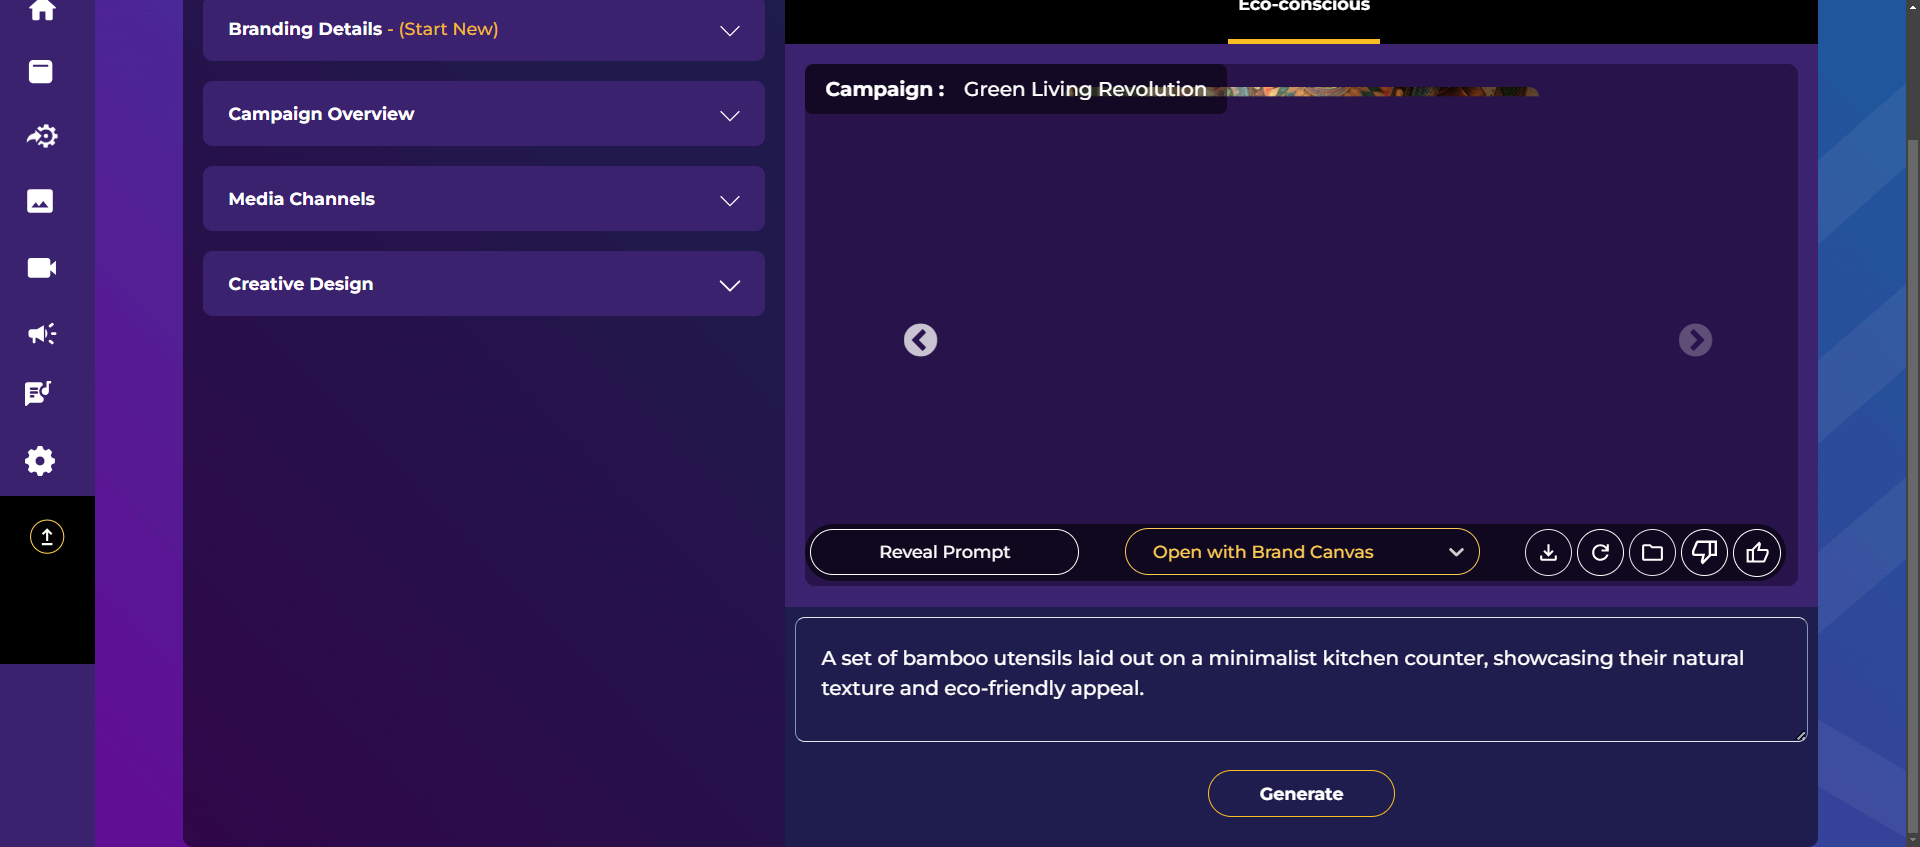 Branding Details - (Start New)
Campaign Overview
Media Channels
Creative Design
Eco-conscious
Campaign : Green Living Revolution
Reveal Prompt
Open with Brand Canvas
A set of bamboo utensils laid out on a minimalist kitchen counter, showcasing their natural
texture and eco-friendly appeal.
Generate